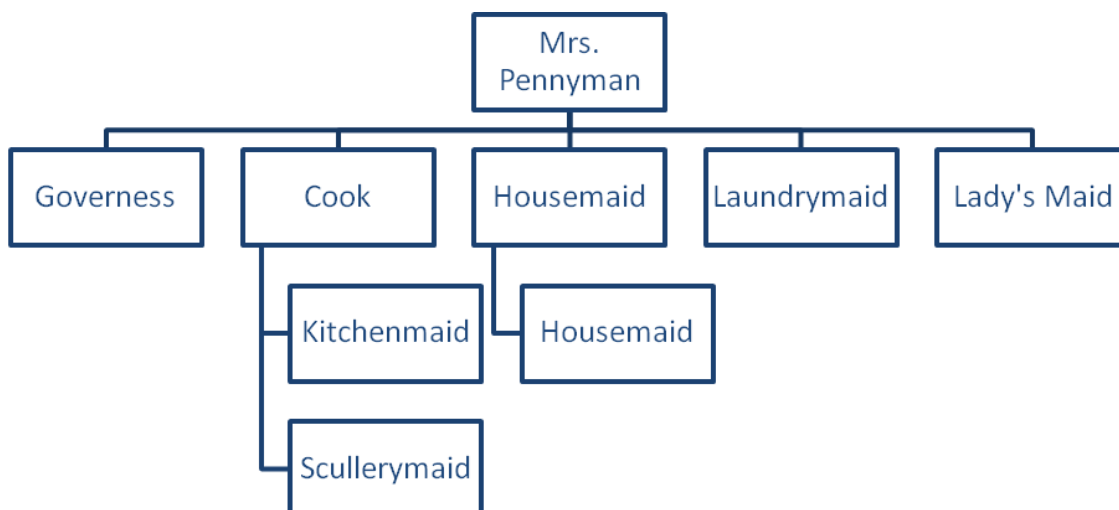 Mrs.
Pennyman
Governess
Cook
Housemaid
Laundrymaid
Lady's Maid
Kitchenmaid
Housemaid
Scullerymaid